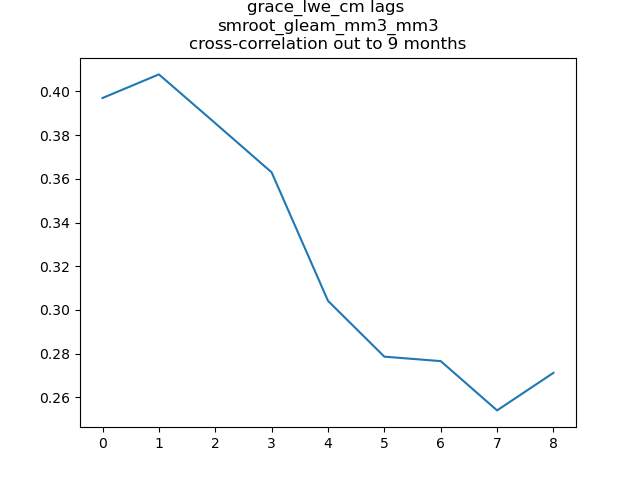 grace_lwe_cm lags
smroot_gleam_mm3_mm3
cross-correlation out to 9 months
0.40
0.38
0.36
0.34
0.32
0.30
0.28
0.26
0 1 2 3 4 5 6 7 8